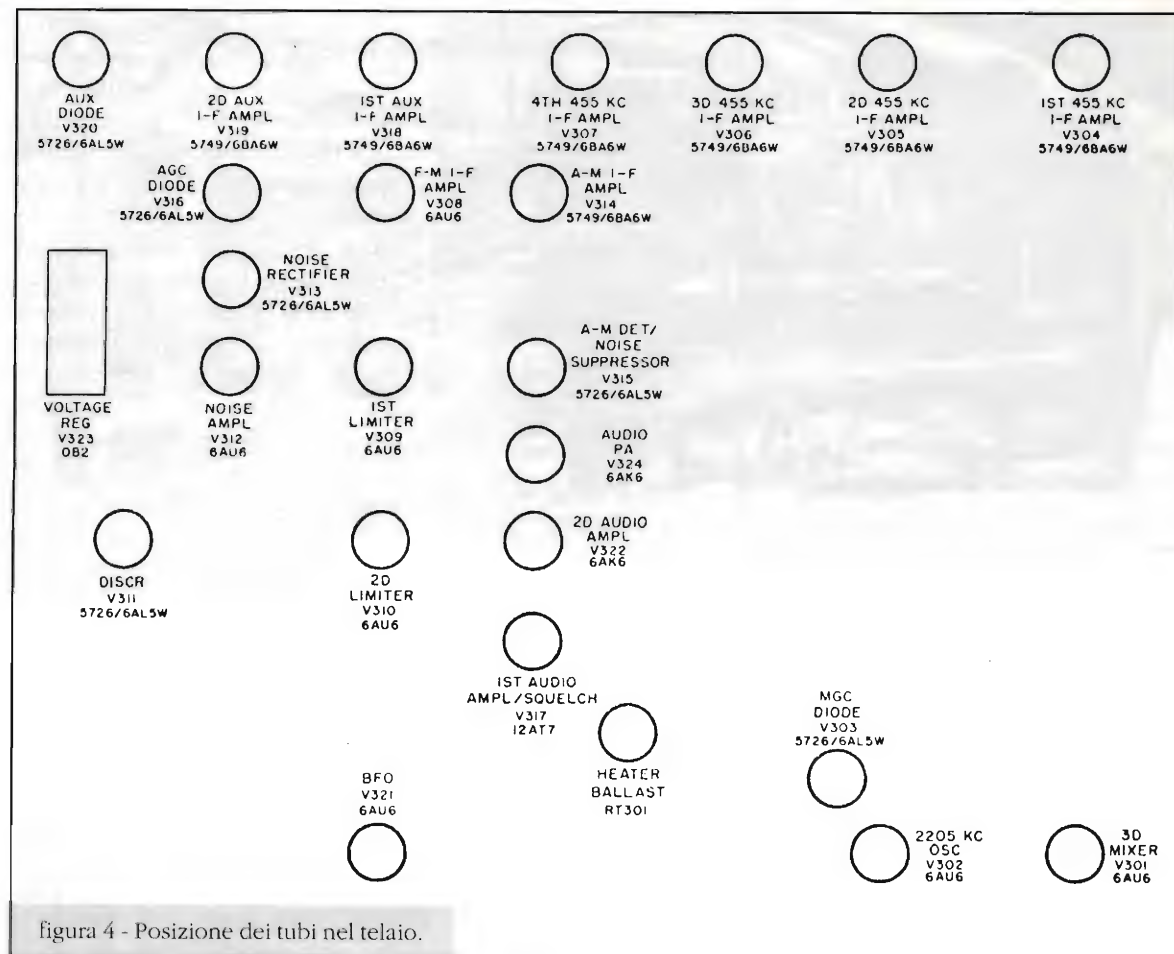 AUX
DIODE
V320
5726/6AL5W
2D AUX
I-F AMPL
V319
5749/6BA6W
1ST AUX
I-F AMPL
V318
5749/6BA6W
4TH 455 KC
I-F AMPL
V307
5749/6BA6W
3D 455 KC
I-F AMPL
V306
5749/6BA6W
2D 455 KC
I-F AMPL
V305
5749/6BA6W
1ST 455 KC
I-F AMPL
V304
5749/6BA6W
AGC
DIODE
V316
5726/6AL5W
F-M I-F
AMPL
V308
6AU6
A-M I-F
AMPL
V314
5749/6BA6W
NOISE
RECTIFIER
V313
5726/6AL5W
VOLTAGE
REG
V323
OB2
NOISE
AMPL
V312
6AU6
1ST
LIMITER
V309
6AU6
A-M DET/
NOISE
SUPPRESSOR
V315
5726/6AL5W
AUDIO
PA
V324
6AK6
DISCR
V311
5726/6AL5W
2D
LIMITER
V310
6AU6
2D AUDIO
AMPL
V322
6AK6
1ST AUDIO
AMPL/SQUELCH
V317
12AT7
HEATER
BALLAST
RT301
MGC
DIODE
V303
5726/6AL5W
BFO
V321
6AU6
2205 KC
OSC
V302
6AU6
3D
MIXER
V301
6AU6
figura 4 - Posizione dei tubi nel telaio.